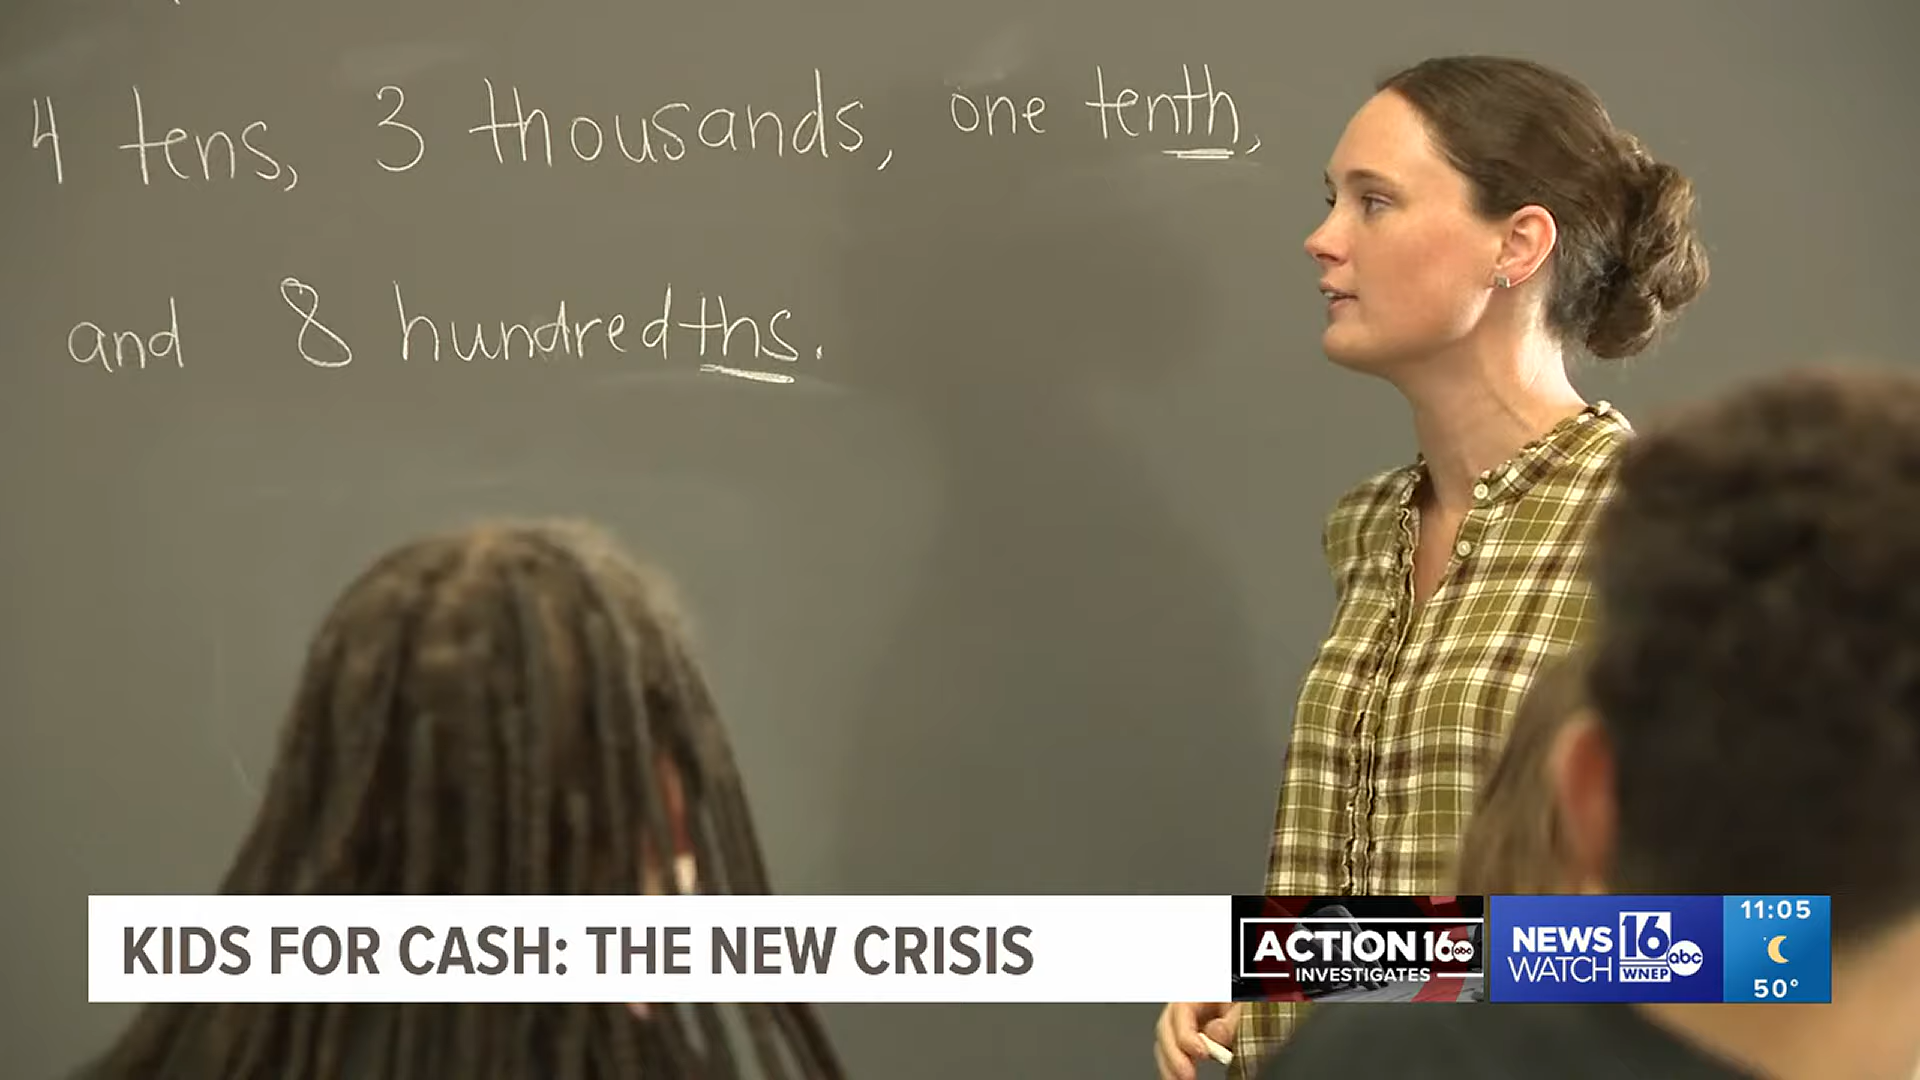 4 tens, 3 thousands, one tenth,
and 8 hundredths.
KIDS FOR CASH: THE NEW CRISIS
ACTION 16 abc
INVESTIGATES
NEWS
WATCH
16
WNEP
abc
11:05
50°